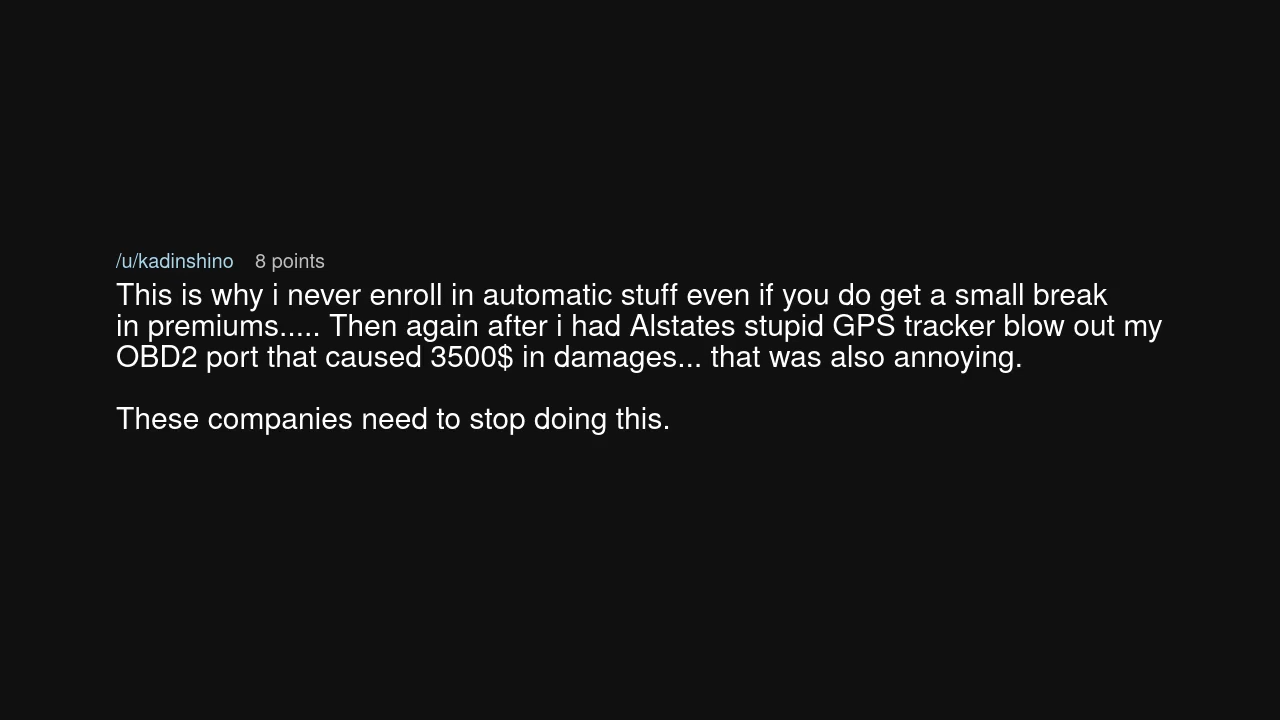 /u/kadinshino 8 points
This is why i never enroll in automatic stuff even if you do get a small break
in premiums..... Then again after i had Alstates stupid GPS tracker blow out my
OBD2 port that caused 3500$ in damages... that was also annoying.
These companies need to stop doing this.